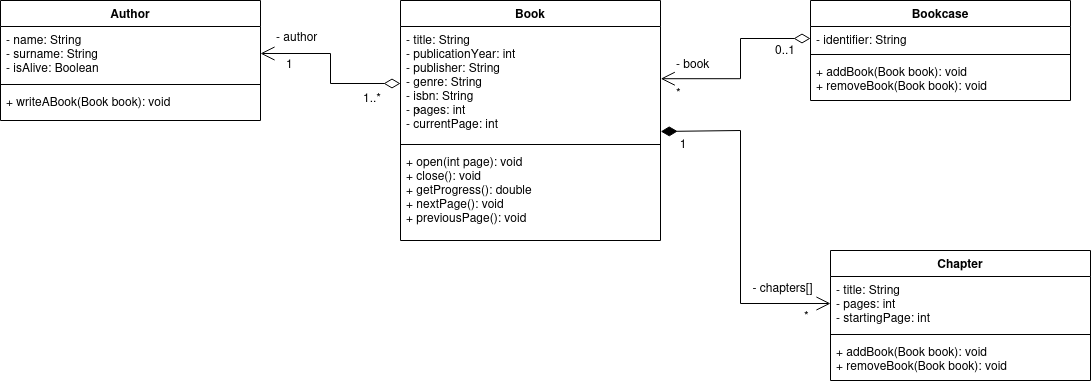 Author
- name: String
- surname: String
- isAlive: Boolean
+ writeABook(Book book): void
- author
1
1..*
Book
- title: String
- publicationYear: int
- publisher: String
- genre: String
- isbn: String
- pages: int
- currentPage: int
+ open(int page): void
+ close(): void
+ getProgress(): double
+ nextPage(): void
+ previousPage(): void
- book
*
0..1
1
Bookcase
- identifier: String
+ addBook(Book book): void
+ removeBook(Book book): void
- chapters[]
*
Chapter
- title: String
- pages: int
- startingPage: int
+ addBook(Book book): void
+ removeBook(Book book): void